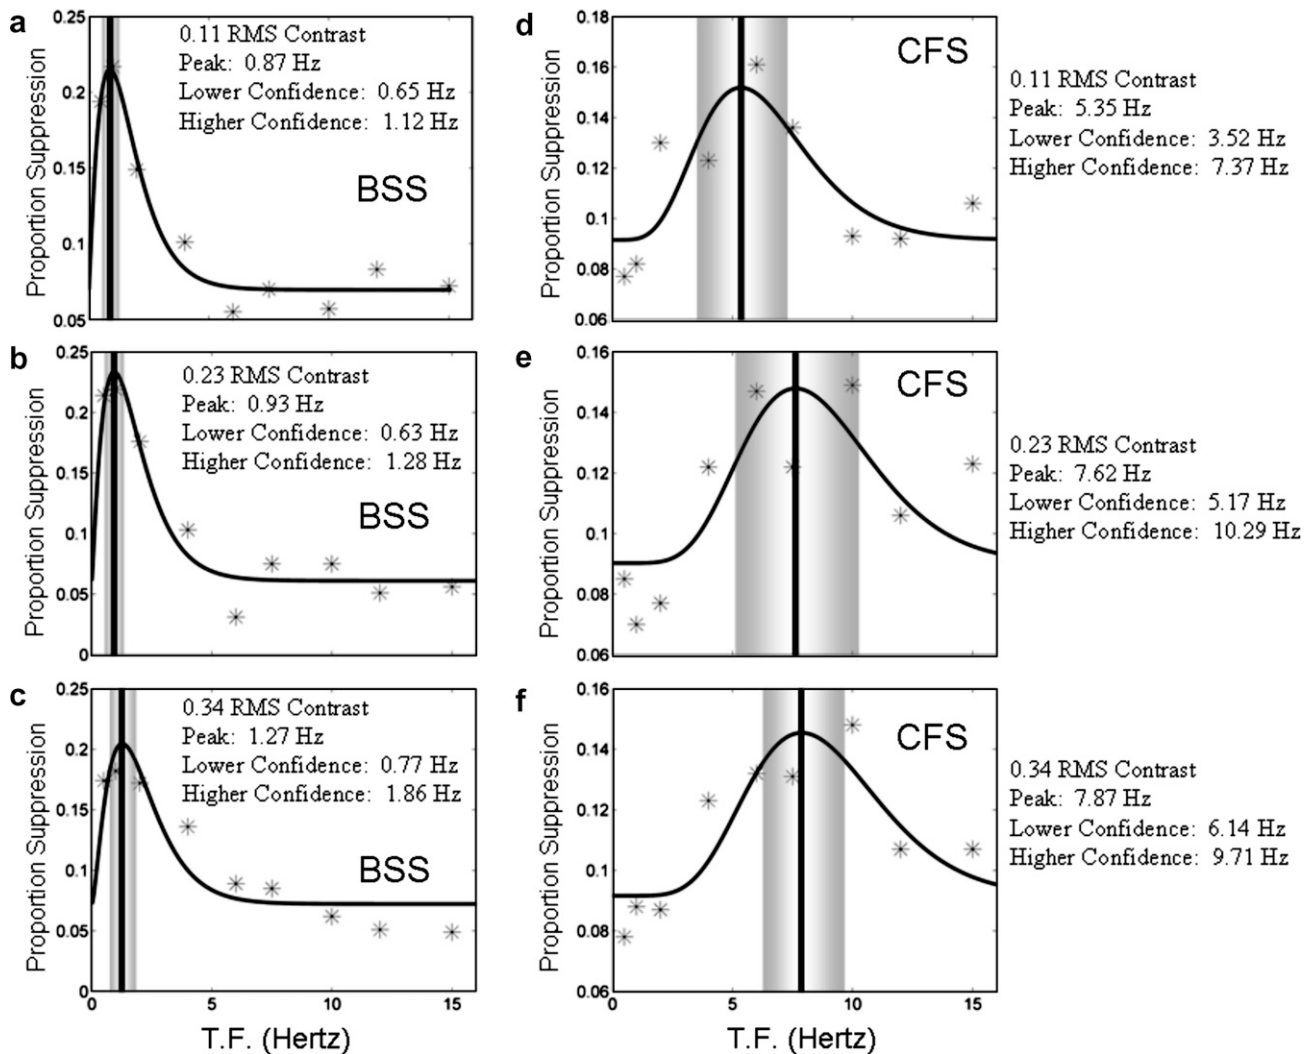 a
0.25
0.2
0.15
0.1
0.05
Proportion Suppression
0.11 RMS Contrast
Peak: 0.87 Hz
Lower Confidence: 0.65 Hz
Higher Confidence: 1.12 Hz
BSS
d
0.18
0.16
0.14
0.12
0.1
0.08
0.06
Proportion Suppression
CFS
0.11 RMS Contrast
Peak: 5.35 Hz
Lower Confidence: 3.52 Hz
Higher Confidence: 7.37 Hz
b
0.25
0.2
0.15
0.1
0.05
0
Proportion Suppression
0.23 RMS Contrast
Peak: 0.93 Hz
Lower Confidence: 0.63 Hz
Higher Confidence: 1.28 Hz
BSS
e
0.16
0.14
0.12
0.1
0.08
0.06
Proportion Suppression
CFS
0.23 RMS Contrast
Peak: 7.62 Hz
Lower Confidence: 5.17 Hz
Higher Confidence: 10.29 Hz
c
0.25
0.2
0.15
0.1
0.05
0
Proportion Suppression
0.34 RMS Contrast
Peak: 1.27 Hz
Lower Confidence: 0.77 Hz
Higher Confidence: 1.86 Hz
BSS
0 5 10 15
T.F. (Hertz)
f
0.16
0.14
0.12
0.1
0.08
0.06
Proportion Suppression
CFS
0.34 RMS Contrast
Peak: 7.87 Hz
Lower Confidence: 6.14 Hz
Higher Confidence: 9.71 Hz
0 5 10 15
T.F. (Hertz)